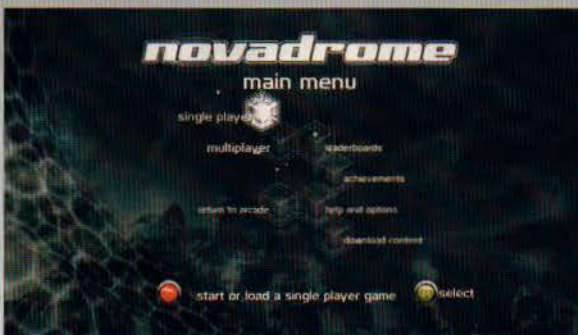 novadrome
main menu
single player
multiplayer
leaderboards
achievements
return to arcade
help and options
download content
start or load a single player game
select